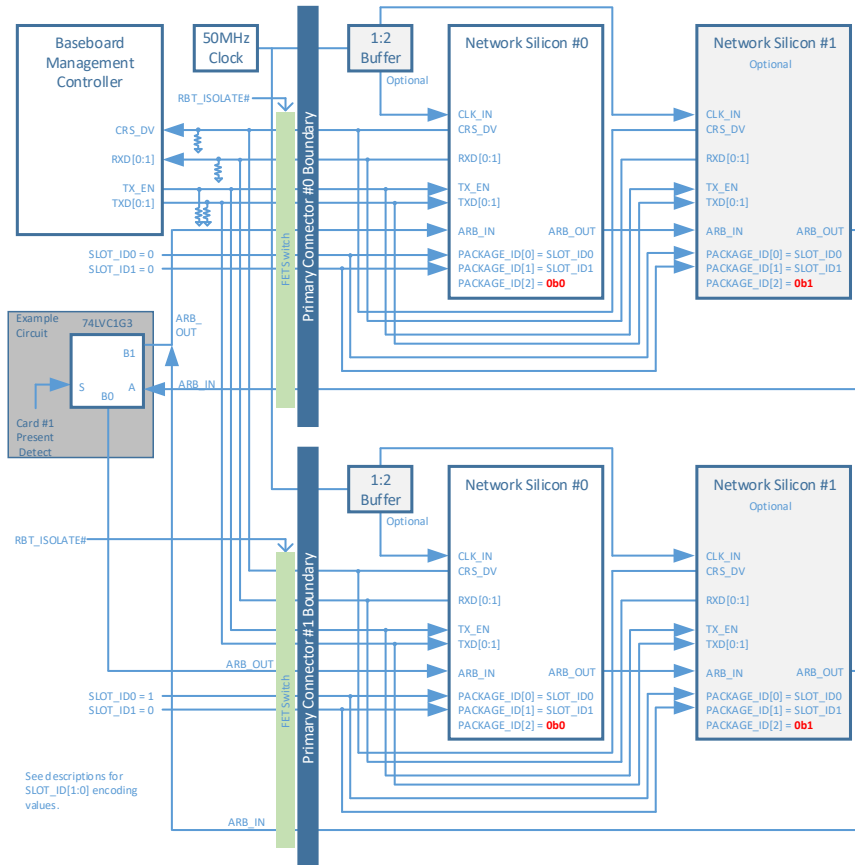 Baseboard
Management
Controller
50MHz
Clock
1:2
Buffer
Optional
Network Silicon #0
Network Silicon #1
Optional
RBT_ISOLATE#
CRS_DV
RXD[0:1]
TX_EN
TXD[0:1]
CLK_IN
CRS_DV
RXD[0:1]
TX_EN
TXD[0:1]
ARB_IN
ARB_OUT
PACKAGE_ID[0] = SLOT_ID0
PACKAGE_ID[1] = SLOT_ID1
PACKAGE_ID[2] = 0b0
CLK_IN
CRS_DV
RXD[0:1]
TX_EN
TXD[0:1]
ARB_IN
ARB_OUT
PACKAGE_ID[0] = SLOT_ID0
PACKAGE_ID[1] = SLOT_ID1
PACKAGE_ID[2] = 0b1
SLOT_ID0 = 0
SLOT_ID1 = 0
FET Switch
Primary Connector #0 Boundary
Example
Circuit
74LVC1G3
ARB_
OUT
B1
S
A
B0
ARB_IN
Card #1
Present
Detect
1:2
Buffer
Optional
Network Silicon #0
Network Silicon #1
Optional
RBT_ISOLATE#
CLK_IN
CRS_DV
RXD[0:1]
TX_EN
TXD[0:1]
ARB_IN
ARB_OUT
PACKAGE_ID[0] = SLOT_ID0
PACKAGE_ID[1] = SLOT_ID1
PACKAGE_ID[2] = 0b0
CLK_IN
CRS_DV
RXD[0:1]
TX_EN
TXD[0:1]
ARB_IN
ARB_OUT
PACKAGE_ID[0] = SLOT_ID0
PACKAGE_ID[1] = SLOT_ID1
PACKAGE_ID[2] = 0b1
ARB_OUT
SLOT_ID0 = 1
SLOT_ID1 = 0
FET Switch
Primary Connector #1 Boundary
See descriptions for
SLOT_ID[1:0] encoding
values.
ARB_IN